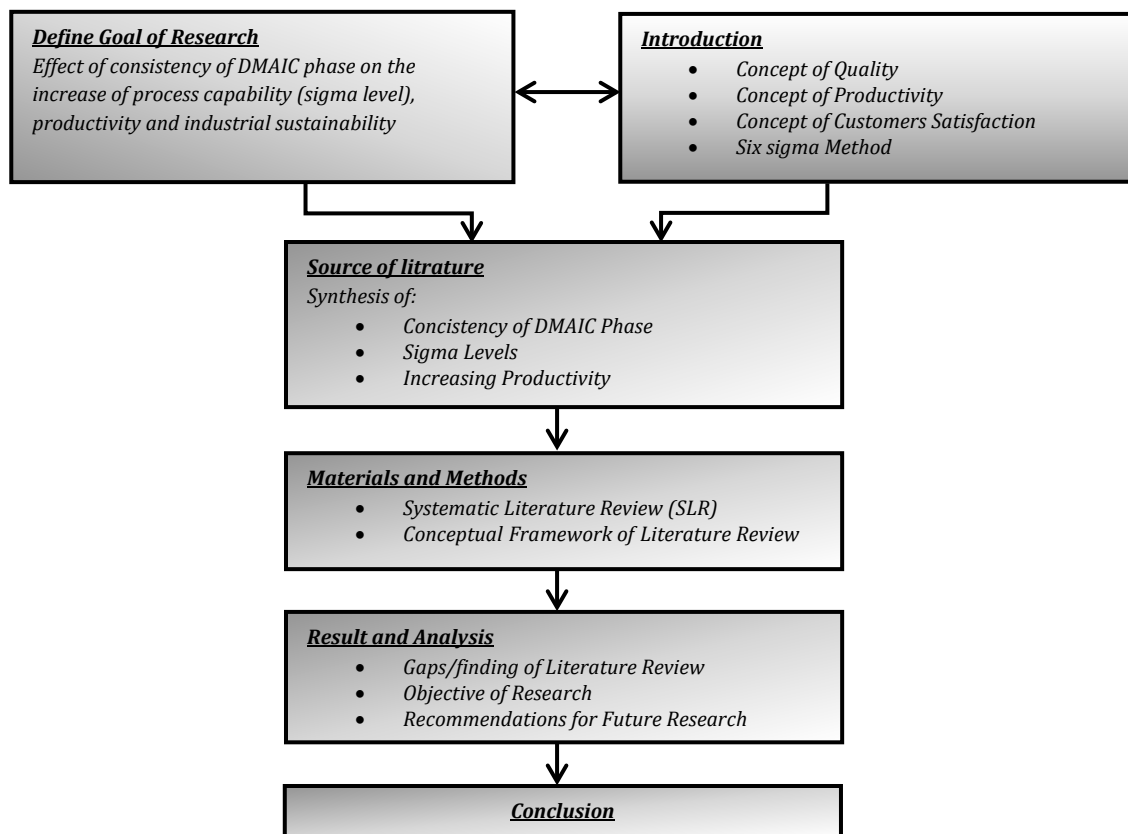 Define Goal of Research
Effect of consistency of DMAIC phase on the
increase of process capability (sigma level),
productivity and industrial sustainability
Introduction
• Concept of Quality
• Concept of Productivity
• Concept of Customers Satisfaction
• Six sigma Method
Source of litrature
Synthesis of:
• Concistency of DMAIC Phase
• Sigma Levels
• Increasing Productivity
Materials and Methods
• Systematic Literature Review (SLR)
• Conceptual Framework of Literature Review
Result and Analysis
• Gaps/finding of Literature Review
• Objective of Research
• Recommendations for Future Research
Conclusion